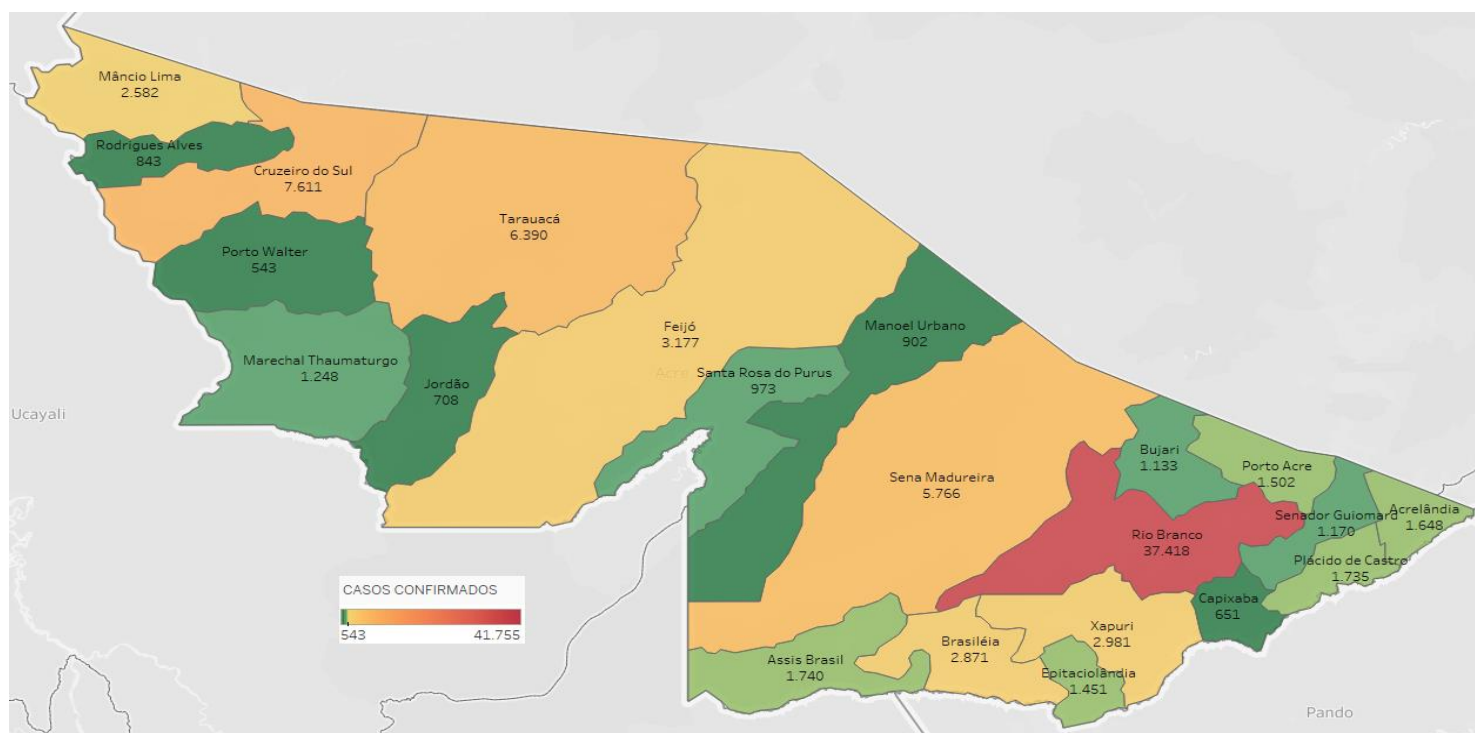 Mâncio Lima
2.582
Rodrigues Alves
843
Cruzeiro do Sul
7.611
Tarauacá
6.390
Porto Walter
543
Feijó
3.177
Manoel Urbano
902
Marechal Thaumaturgo
1.248
Jordão
708
Acre
Santa Rosa do Purus
973
Ucayali
Sena Madureira
5.766
Bujari
1.133
Porto Acre
1.502
Senador Guiomard
1.170
Acrelândia
1.648
Rio Branco
37.418
Plácido de Castro
1.735
CASOS CONFIRMADOS
543
41.755
Capixaba
651
Xapuri
2.981
Brasiléia
2.871
Assis Brasil
1.740
Epitaciolândia
1.451
Pando